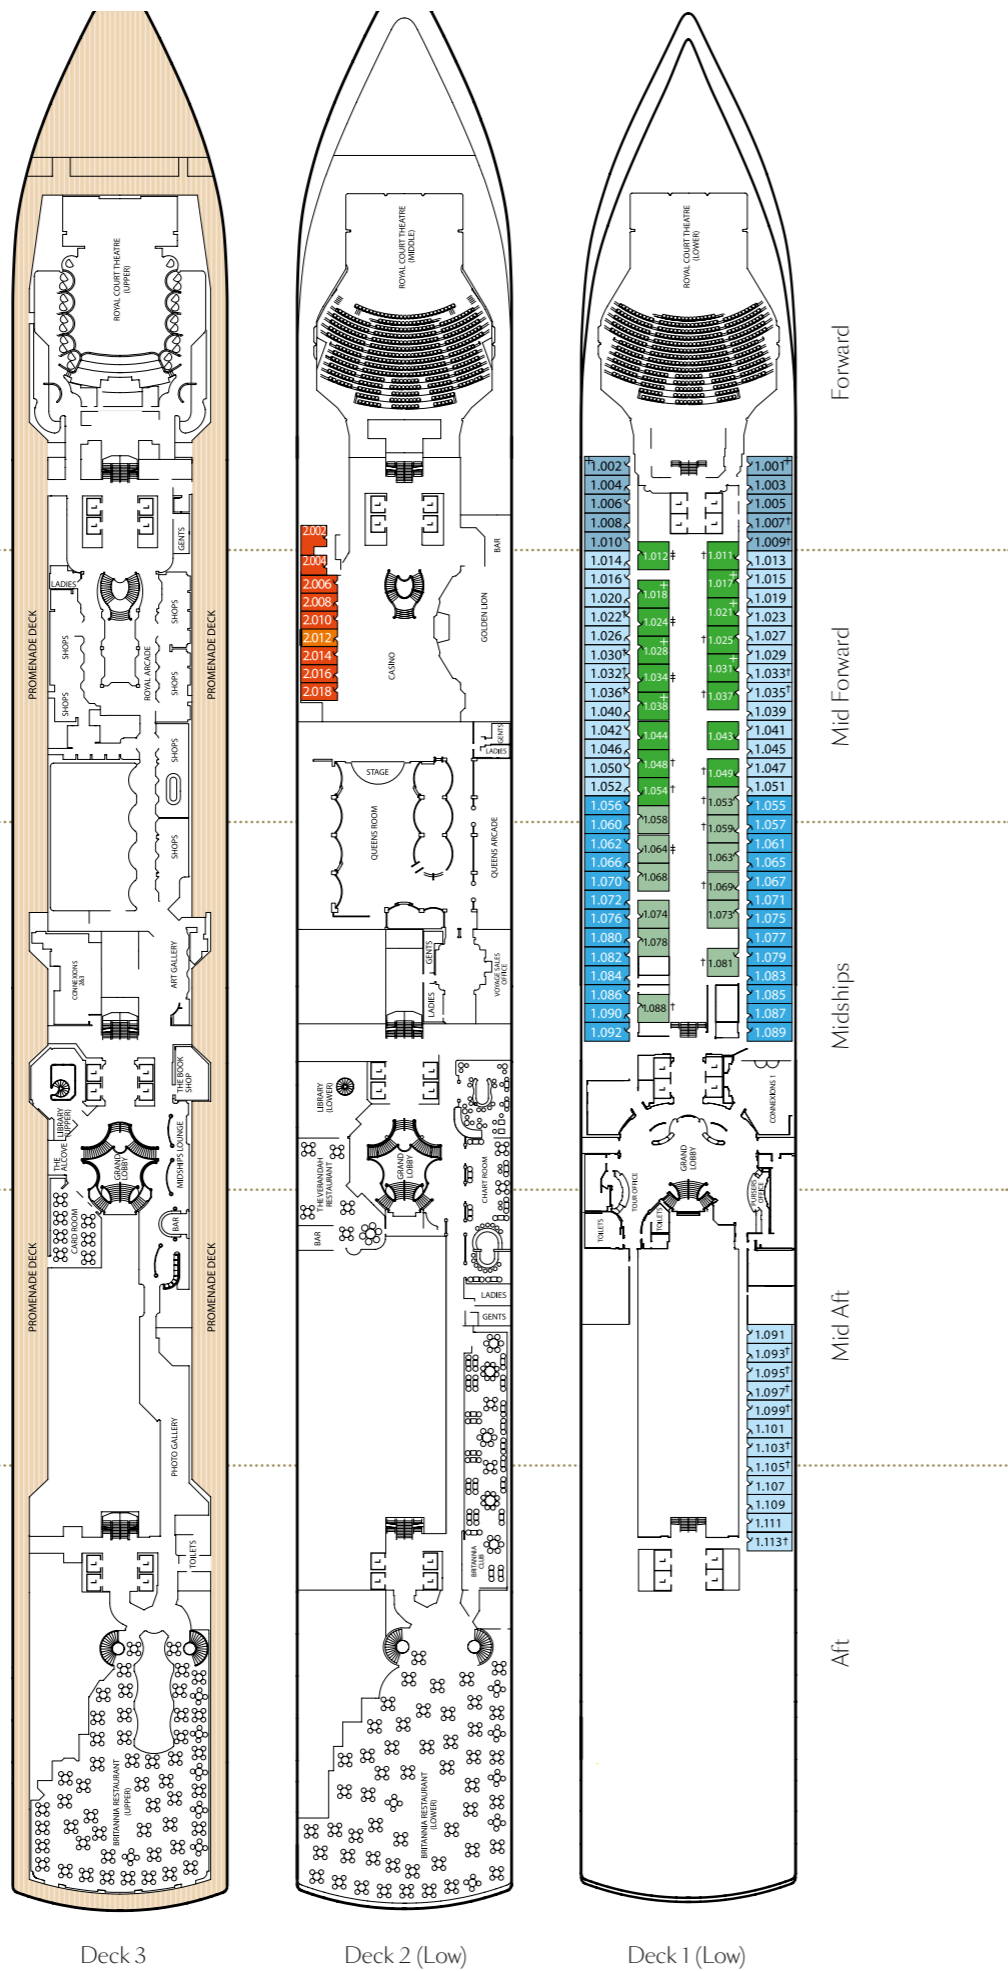 ROYAL COURT THEATRE
(UPPER)
GENTS
LADIES
SHOPS
SHOPS
SHOPS
SHOPS
SHOPS
SHOPS
ROYAL ARCADE
PROMENADE DECK
PROMENADE DECK
CONNEXIONS
2&3
ART GALLERY
THE BOOK
SHOP
LIBRARY
(UPPER)
THE
ALCOVE
GRAND
LOBBY
MIDSHIPS LOUNGE
CARD ROOM
BAR
PROMENADE DECK
PROMENADE DECK
PHOTO GALLERY
TOILETS
BRITANNIA RESTAURANT
(UPPER)
Deck 3
ROYAL COURT THEATRE
(MIDDLE)
2.002
2.004
2.006
2.008
2.010
2.012
2.014
2.016
2.018
CASINO
BAR
GOLDEN LION
GENTS
LADIES
STAGE
QUEENS ROOM
QUEENS ARCADE
GENTS
LADIES
VOYAGE SALES
OFFICE
LIBRARY
(LOWER)
THE VERANDAH
RESTAURANT
GRAND
LOBBY
CHART ROOM
BAR
LADIES
GENTS
BRITANNIA
CLUB
BRITANNIA RESTAURANT
(LOWER)
Deck 2 (Low)
ROYAL COURT THEATRE
(LOWER)
†1.002
1.004
1.006
1.008
1.010
1.014
1.016
1.020
1.022†
1.026
1.030†
1.032†
1.036†
1.040
1.042
1.046
1.050
1.052
1.056
1.060
1.062
1.066
1.070
1.072
1.076
1.080
1.082
1.084
1.086
1.090
1.092
1.012 ‡
1.018
1.024 ‡
1.028
1.034 ‡
1.038
1.044
1.048 †
1.054 †
1.058
1.064 ‡
1.068
1.074
1.078
1.088 †
† 1.011
1.017
1.021
† 1.025
1.031
† 1.037
1.043
† 1.049
† 1.053
† 1.059
1.063
† 1.069
1.073
† 1.081
1.001†
1.003
1.005
1.007†
1.009†
1.013
1.015
1.019
1.023
1.027
1.029
1.033†
1.035†
1.039
1.041
1.045
1.047
1.051
1.055
1.057
1.061
1.065
1.067
1.071
1.075
1.077
1.079
1.083
1.085
1.087
1.089
CONNEXIONS 1
GRAND
LOBBY
TOUR OFFICE
PURSERS
OFFICE
TOILETS
TOILETS
1.091
1.093†
1.095†
1.097†
1.099†
1.101
1.103†
1.105†
1.107
1.109
1.111
1.113†
Deck 1 (Low)
Forward
Mid Forward
Midships
Mid Aft
Aft